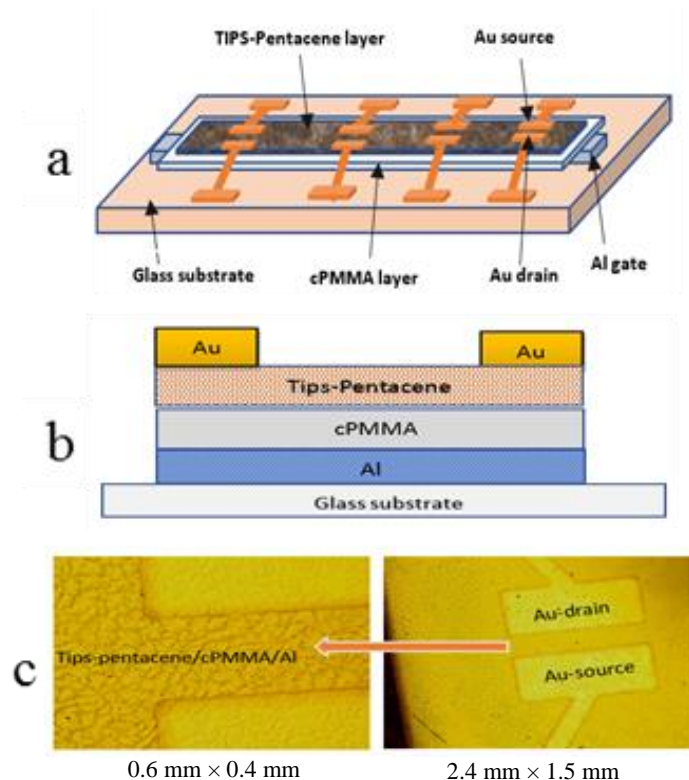 TIPS-Pentacene layer
Au source
a
Glass substrate
cPMMA layer
Au drain
Al gate
Au
Au
Tips-Pentacene
b
cPMMA
Al
Glass substrate
c
Tips-pentacene/cPMMA/Al
Au-drain
Au-source
0.6 mm × 0.4 mm
2.4 mm × 1.5 mm